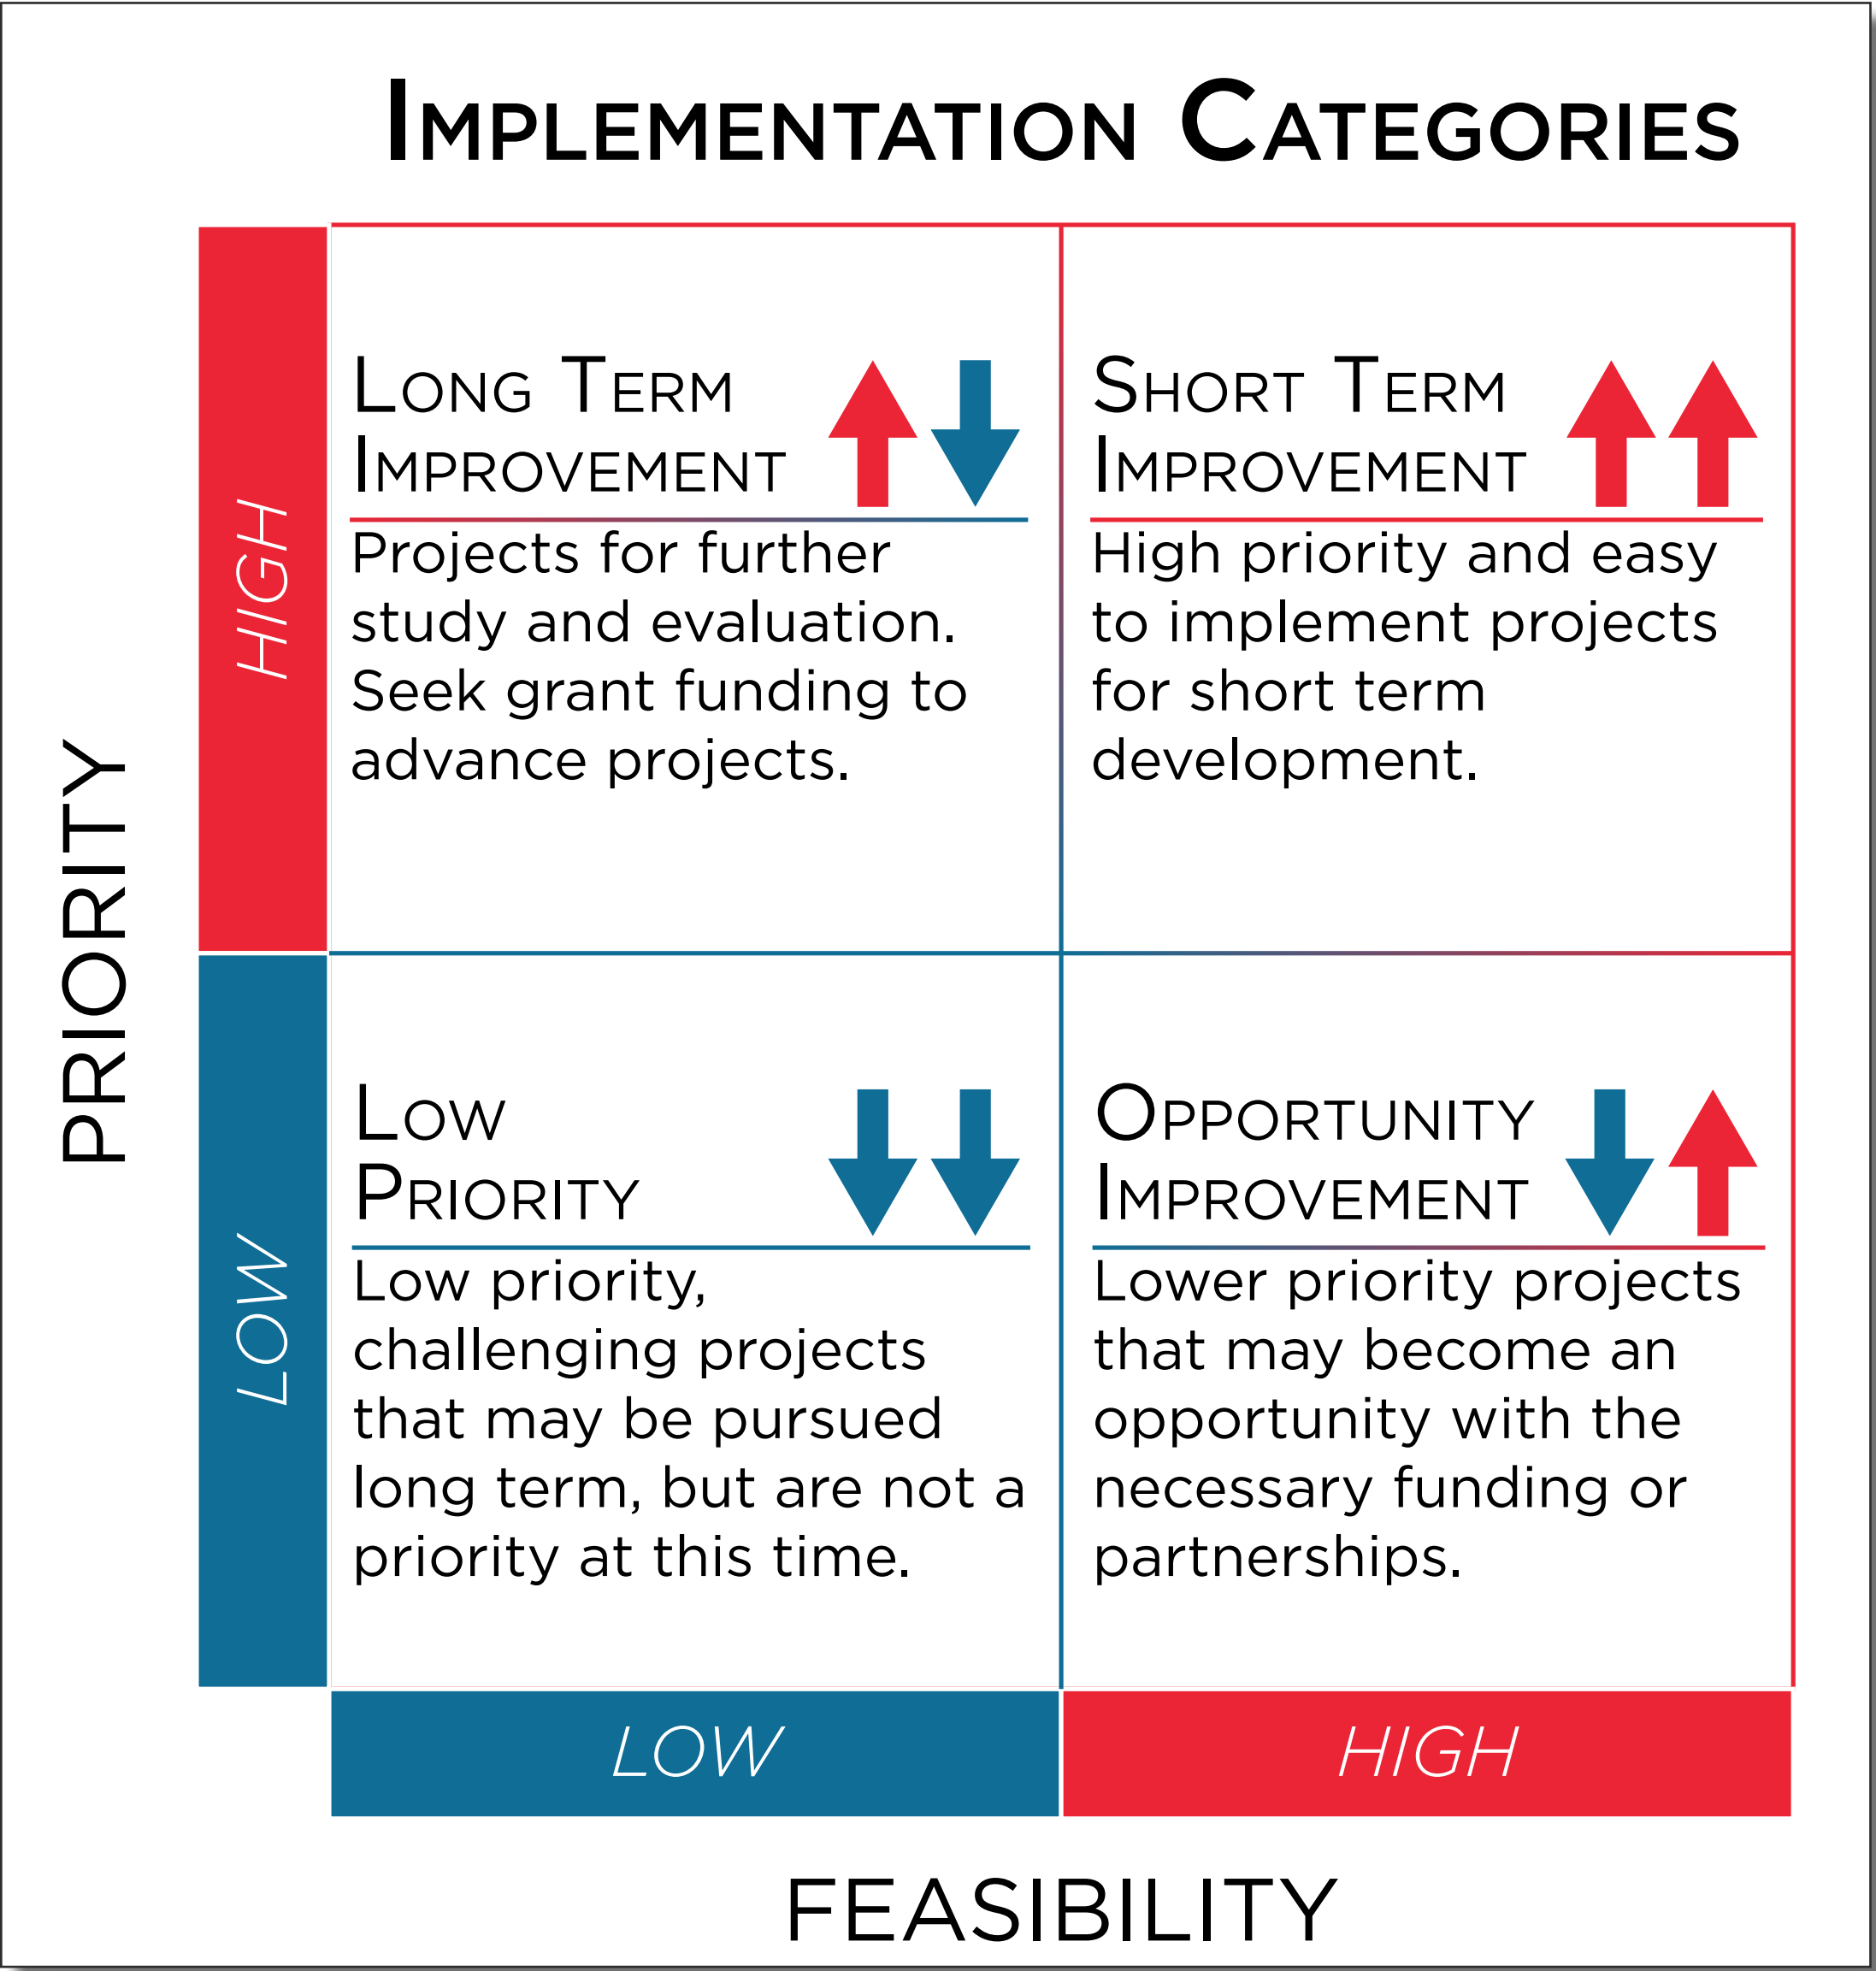 Implementation Categories
PRIORITY
HIGH
Long Term
Improvement
Projects for further
study and evaluation.
Seek grant funding to
advance projects.
Short Term
Improvement
High priority and easy
to implement projects
for short term
development.
LOW
Low
Priority
Low priority,
challenging projects
that may be pursued
long term, but are not a
priority at this time.
Opportunity
Improvement
Lower priority projects
that may become an
opportunity with the
necessary funding or
partnerships.
LOW
HIGH
FEASIBILITY